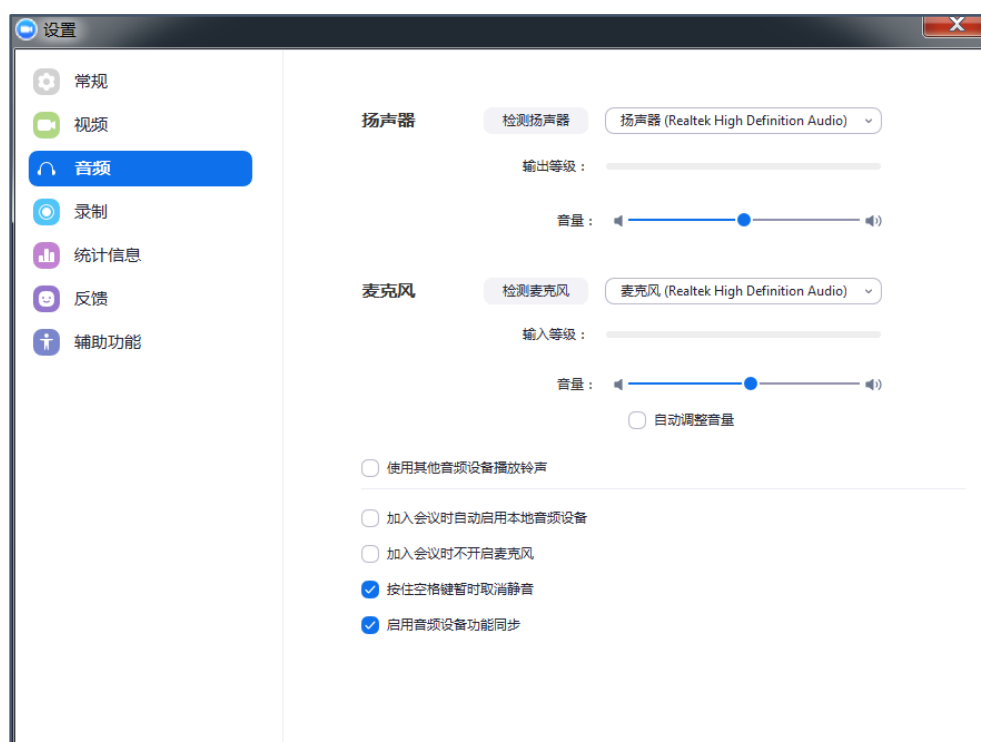 设置
常规
视频
音频
录制
统计信息
反馈
辅助功能
扬声器 检测扬声器 扬声器 (Realtek High Definition Audio)
输出等级：
音量：
麦克风 检测麦克风 麦克风 (Realtek High Definition Audio)
输入等级：
音量：
自动调整音量
使用其他音频设备播放铃声
加入会议时自动启用本地音频设备
加入会议时不开启麦克风
按住空格键暂时取消静音
启用音频设备功能同步